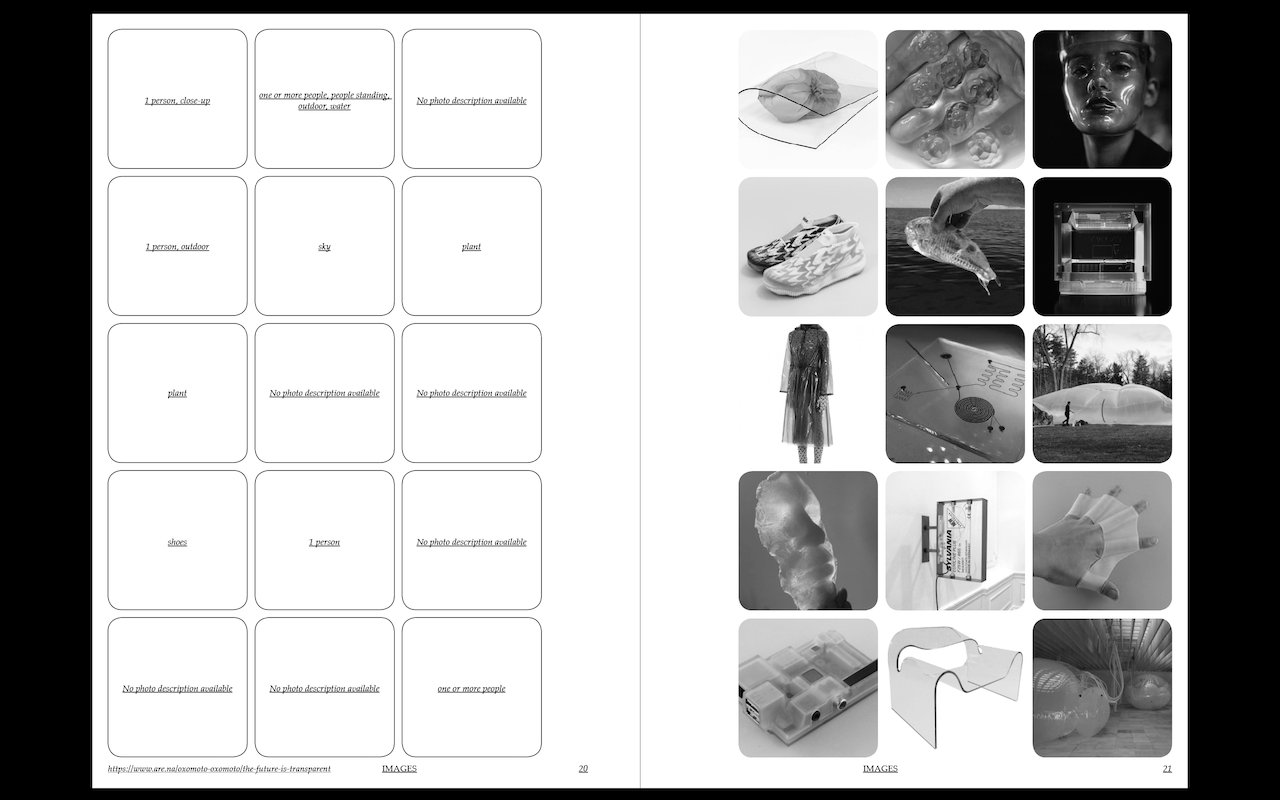 1 person, close-up
one or more people, people standing,
outdoor, water
No photo description available
1 person, outdoor
sky
plant
plant
No photo description available
No photo description available
shoes
1 person
No photo description available
No photo description available
No photo description available
one or more people
https://www.are.na/oxomoto-oxomoto/the-future-is-transparent
IMAGES
20
SYLVANIA
IMAGES
21